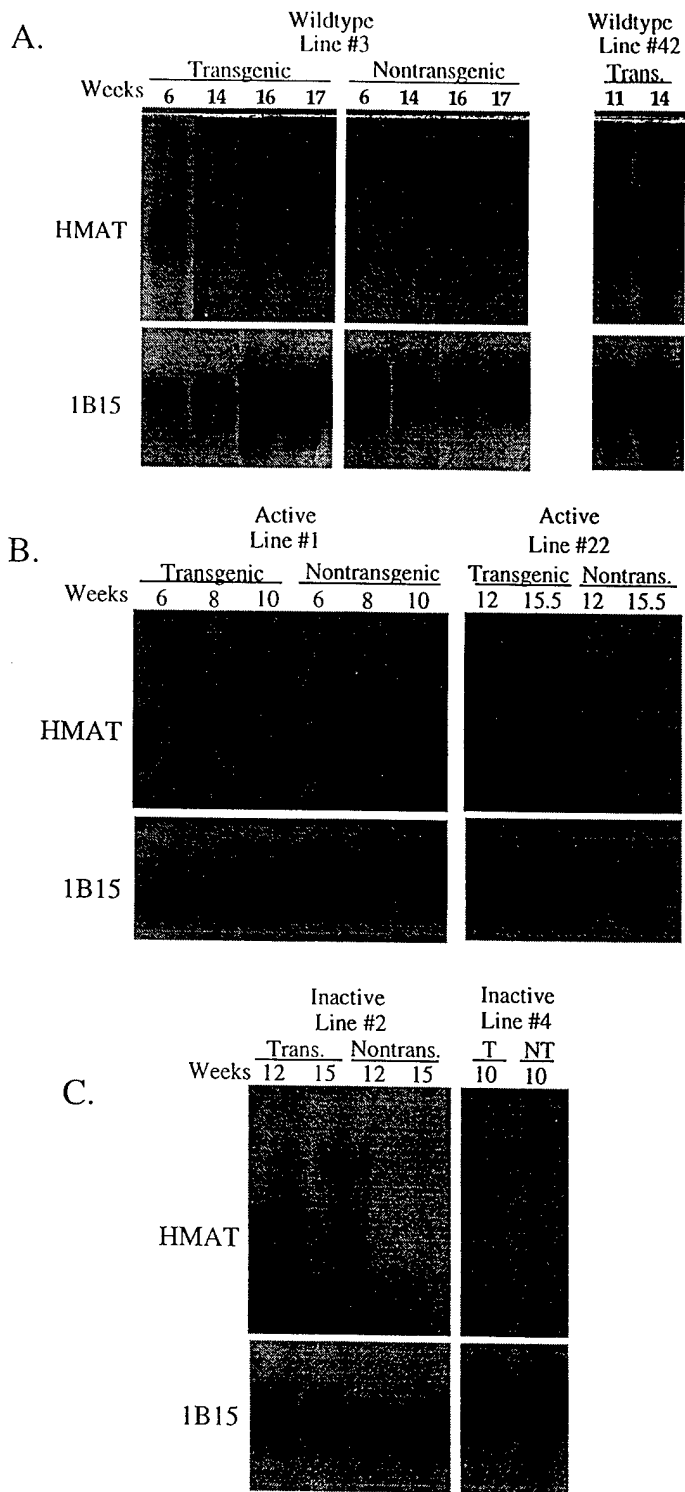 A.
Wildtype
Line #3
Wildtype
Line #42
Transgenic
Nontransgenic
Trans.
Weeks
6 14 16 17 6 14 16 17 11 14
HMAT
1B15
B.
Active
Line #1
Active
Line #22
Transgenic
Nontransgenic
Transgenic
Nontrans.
Weeks
6 8 10 6 8 10 12 15.5 12 15.5
HMAT
1B15
C.
Inactive
Line #2
Inactive
Line #4
Trans.
Nontrans.
T
NT
Weeks
12 15 12 15 10 10
HMAT
1B15